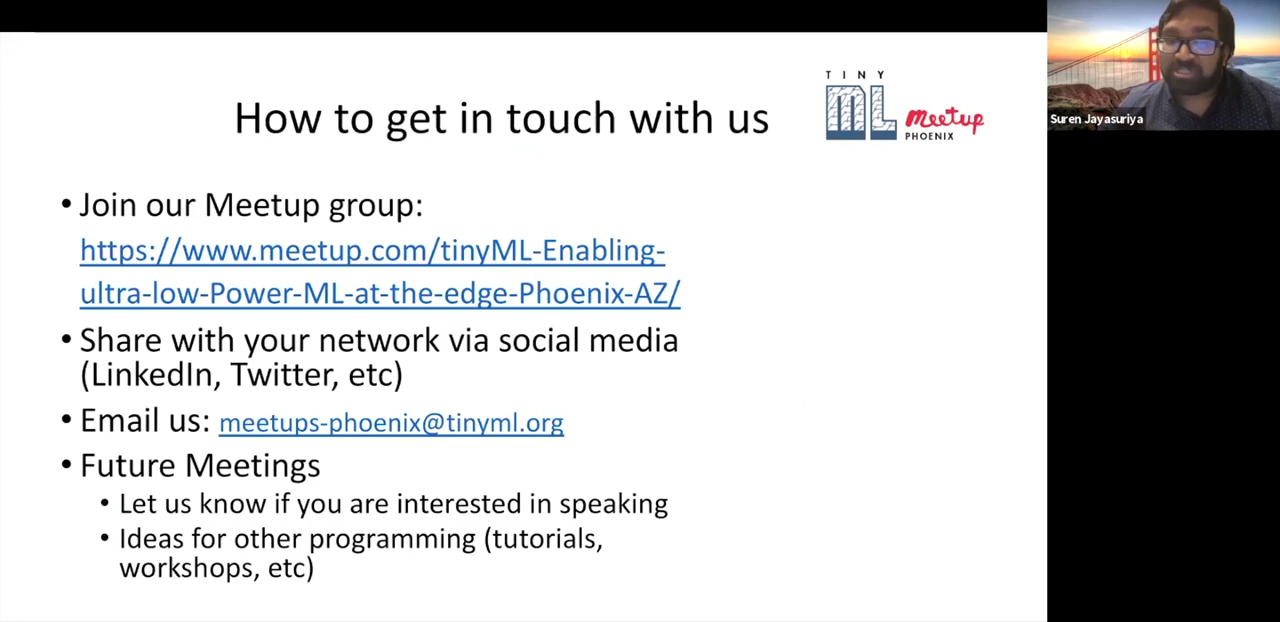 How to get in touch with us
TINY
ML meetup
PHOENIX
Suren Jayasuriya
• Join our Meetup group:
https://www.meetup.com/tinyML-Enabling-
ultra-low-Power-ML-at-the-edge-Phoenix-AZ/
• Share with your network via social media
(LinkedIn, Twitter, etc)
• Email us: meetups-phoenix@tinyml.org
• Future Meetings
• Let us know if you are interested in speaking
• Ideas for other programming (tutorials,
workshops, etc)